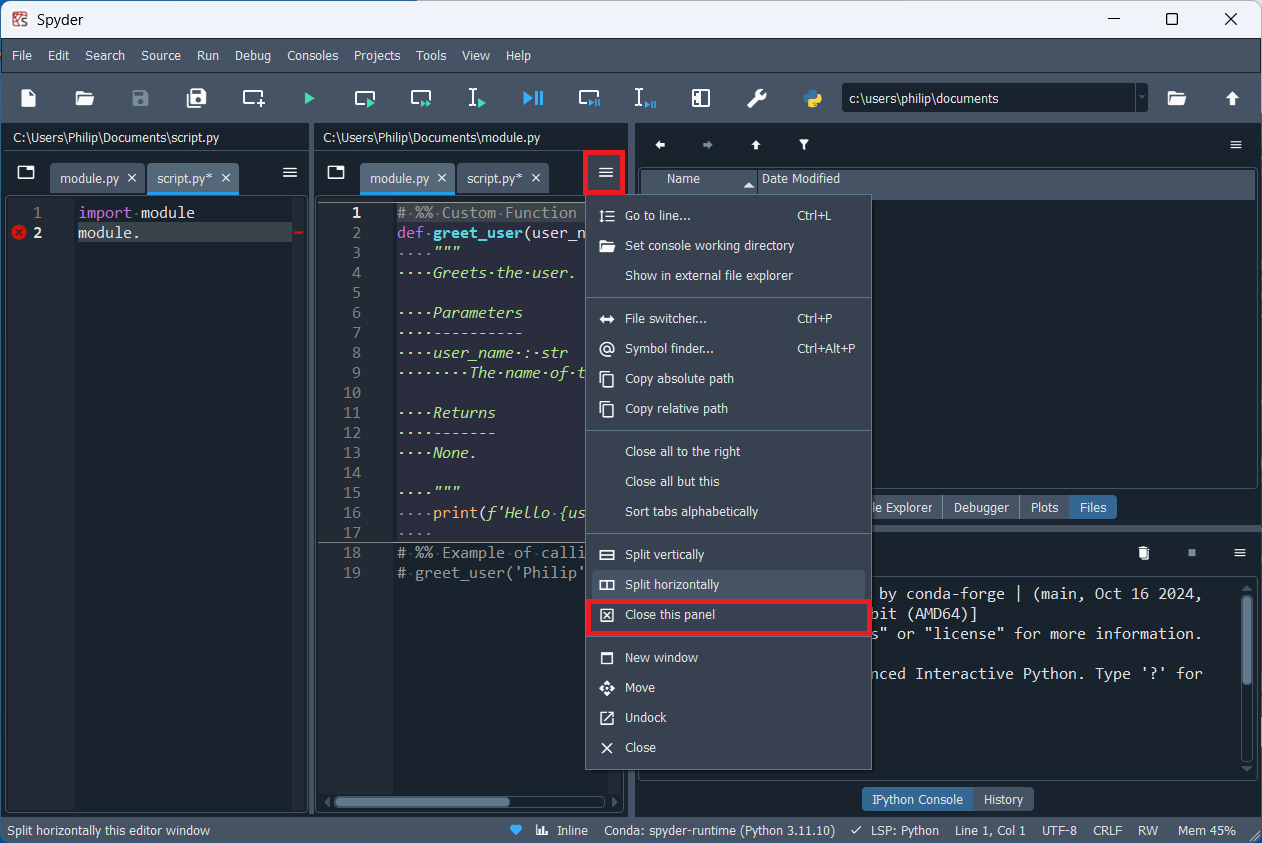 Spyder
File Edit Search Source Run Debug Consoles Projects Tools View Help
c:\users\philip\documents
C:\Users\Philip\Documents\script.py
module.py
script.py*
1 import·module
2 module.
C:\Users\Philip\Documents\module.py
module.py
script.py*
1 #·%%·Custom·Function
2 def·greet_user(user_n
3 ····"""
4 ····Greets·the·user.
5
6 ····Parameters
7 ····----------
8 ····user_name·:·str
9 ········The·name·of·t
10
11 ····Returns
12 ····-------
13 ····None.
14
15 ····"""
16 ····print(f'Hello·{us
17 ····
18 #·%%·Example·of·calli
19 #·greet_user('Philip'
Name Date Modified
Go to line... Ctrl+L
Set console working directory
Show in external file explorer
File switcher... Ctrl+P
Symbol finder... Ctrl+Alt+P
Copy absolute path
Copy relative path
Close all to the right
Close all but this
Sort tabs alphabetically
Split vertically
Split horizontally
Close this panel
New window
Move
Undock
Close
le Explorer Debugger Plots Files
by conda-forge | (main, Oct 16 2024,
bit (AMD64)]
s" or "license" for more information.
nced Interactive Python. Type '?' for
IPython Console History
Split horizontally this editor window
Inline Conda: spyder-runtime (Python 3.11.10) LSP: Python Line 1, Col 1 UTF-8 CRLF RW Mem 45%